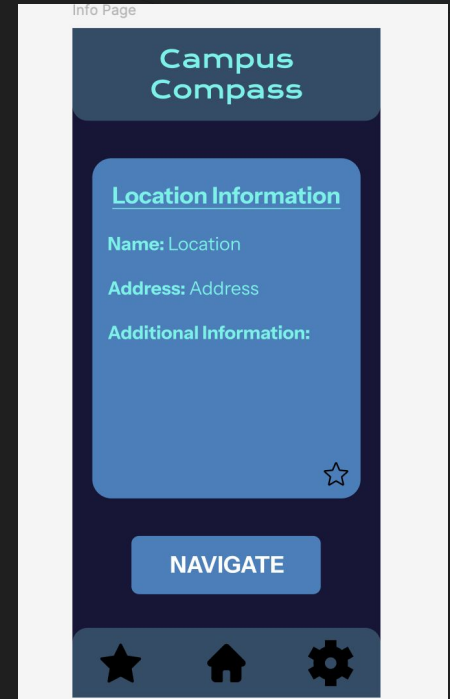 Info Page
Campus
Compass
Location Information
Name: Location
Address: Address
Additional Information:
NAVIGATE